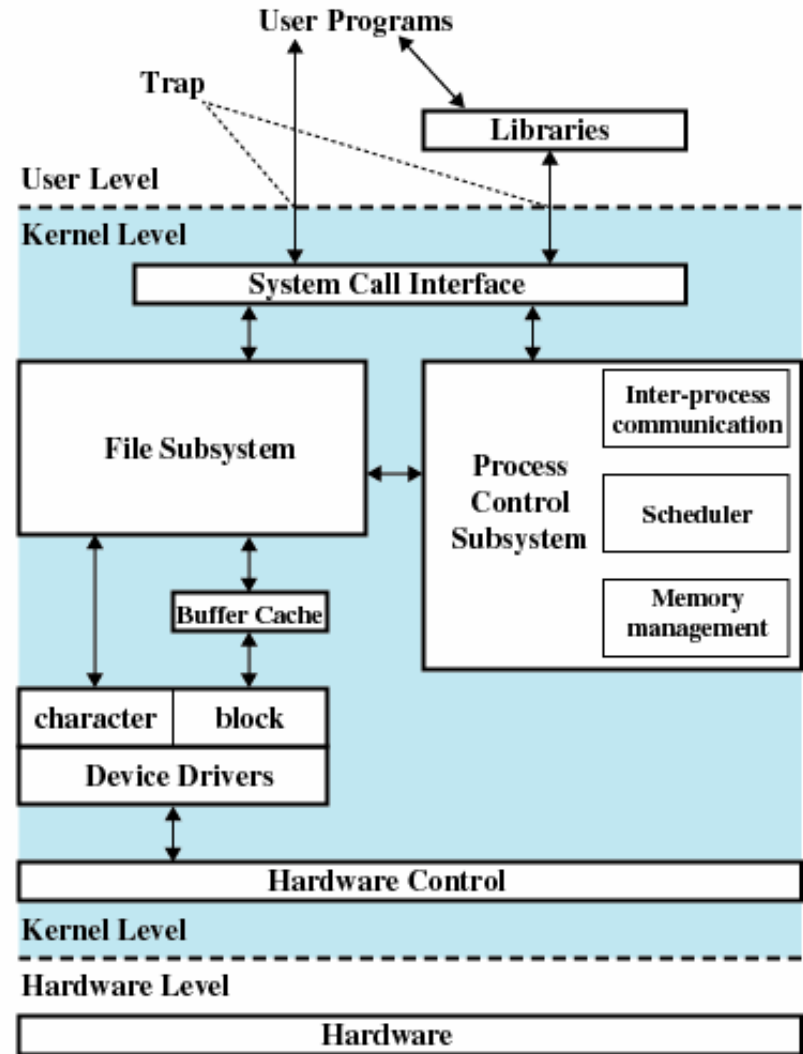 User Programs
Trap
Libraries
User Level
Kernel Level
System Call Interface
File Subsystem
Inter-process
communication
Process
Control
Subsystem
Scheduler
Memory
management
Buffer Cache
character
block
Device Drivers
Hardware Control
Kernel Level
Hardware Level
Hardware